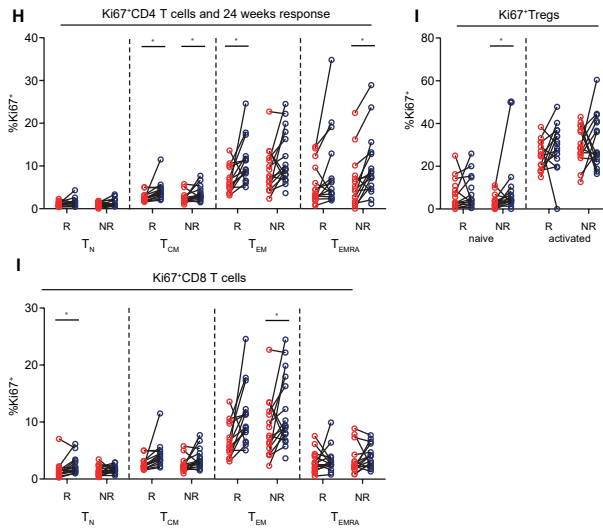 H
Ki67⁺CD4 T cells and 24 weeks response
* * * *
%Ki67⁺
40
30
20
10
0
R NR R NR R NR R NR
T_N T_CM T_EM T_EMRA
I
Ki67⁺Tregs
*
%Ki67⁺
80
60
40
20
0
R NR R NR
naive activated
I
Ki67⁺CD8 T cells
* *
%Ki67⁺
30
20
10
0
R NR R NR R NR R NR
T_N T_CM T_EM T_EMRA